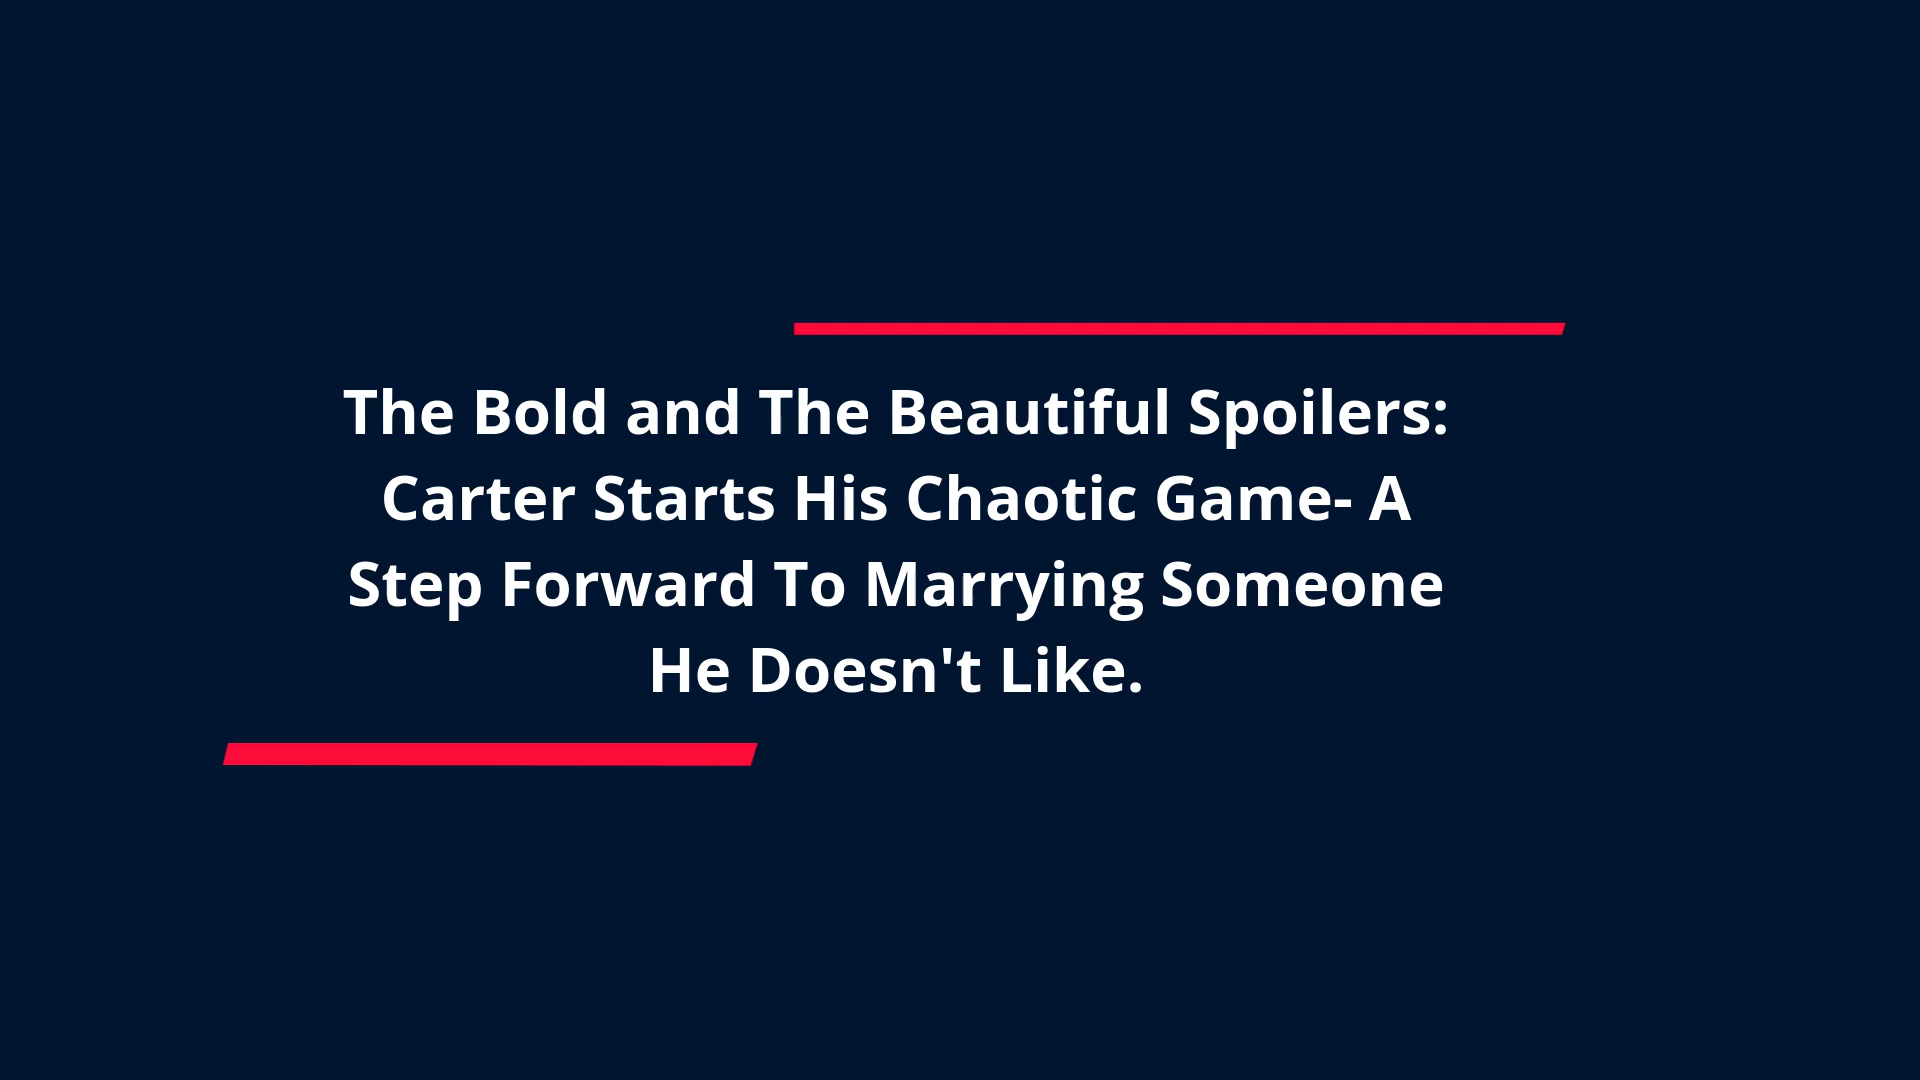 The Bold and The Beautiful Spoilers:
Carter Starts His Chaotic Game- A
Step Forward To Marrying Someone
He Doesn't Like.